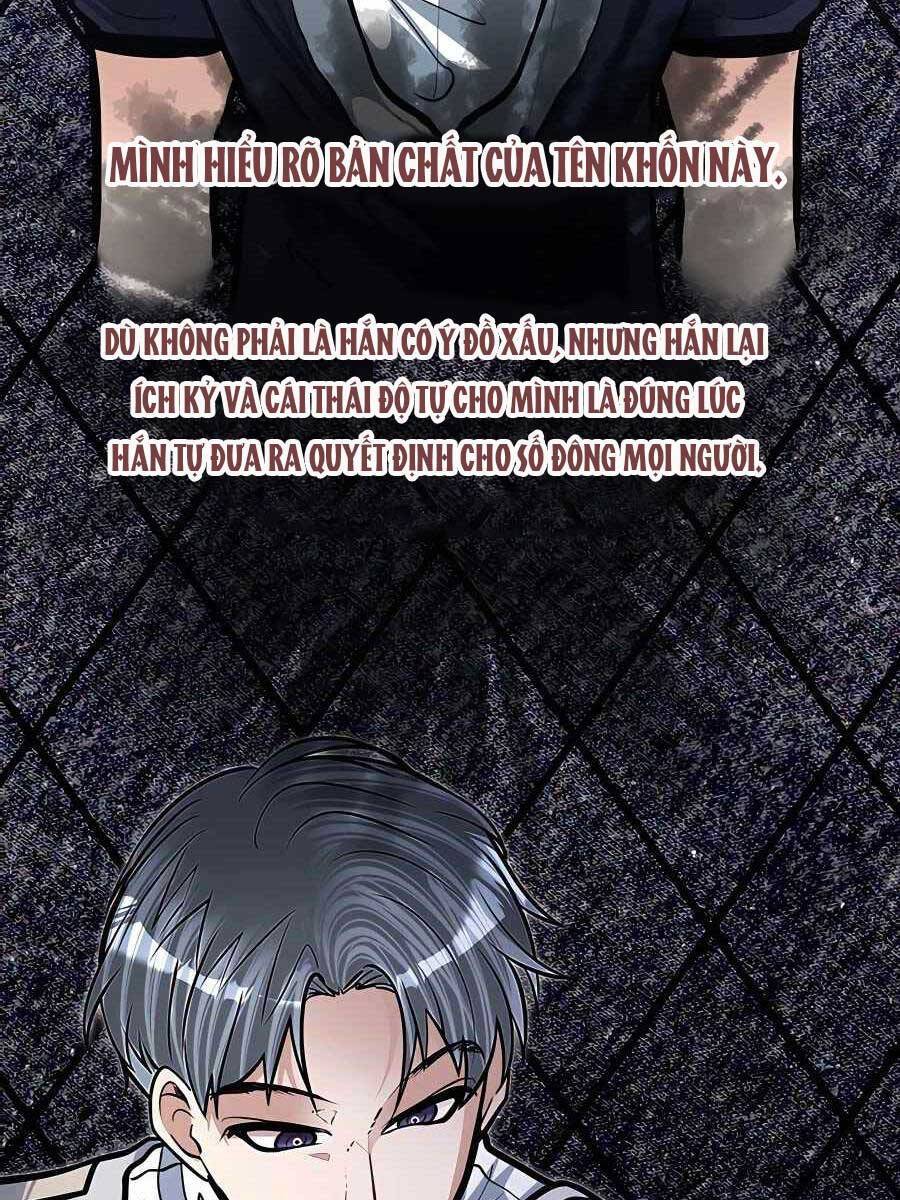 MÌNH HIỂU RÕ BẢN CHẤT CỦA TÊN KHỐN NÀY.
DÙ KHÔNG PHẢI LÀ HẮN CÓ Ý ĐỒ XẤU, NHƯNG HẮN LẠI
ÍCH KỶ VÀ CÁI THÁI ĐỘ TỰ CHO MÌNH LÀ ĐÚNG LÚC
HẮN TỰ ĐƯA RA QUYẾT ĐỊNH CHO SỐ ĐÔNG MỌI NGƯỜI.